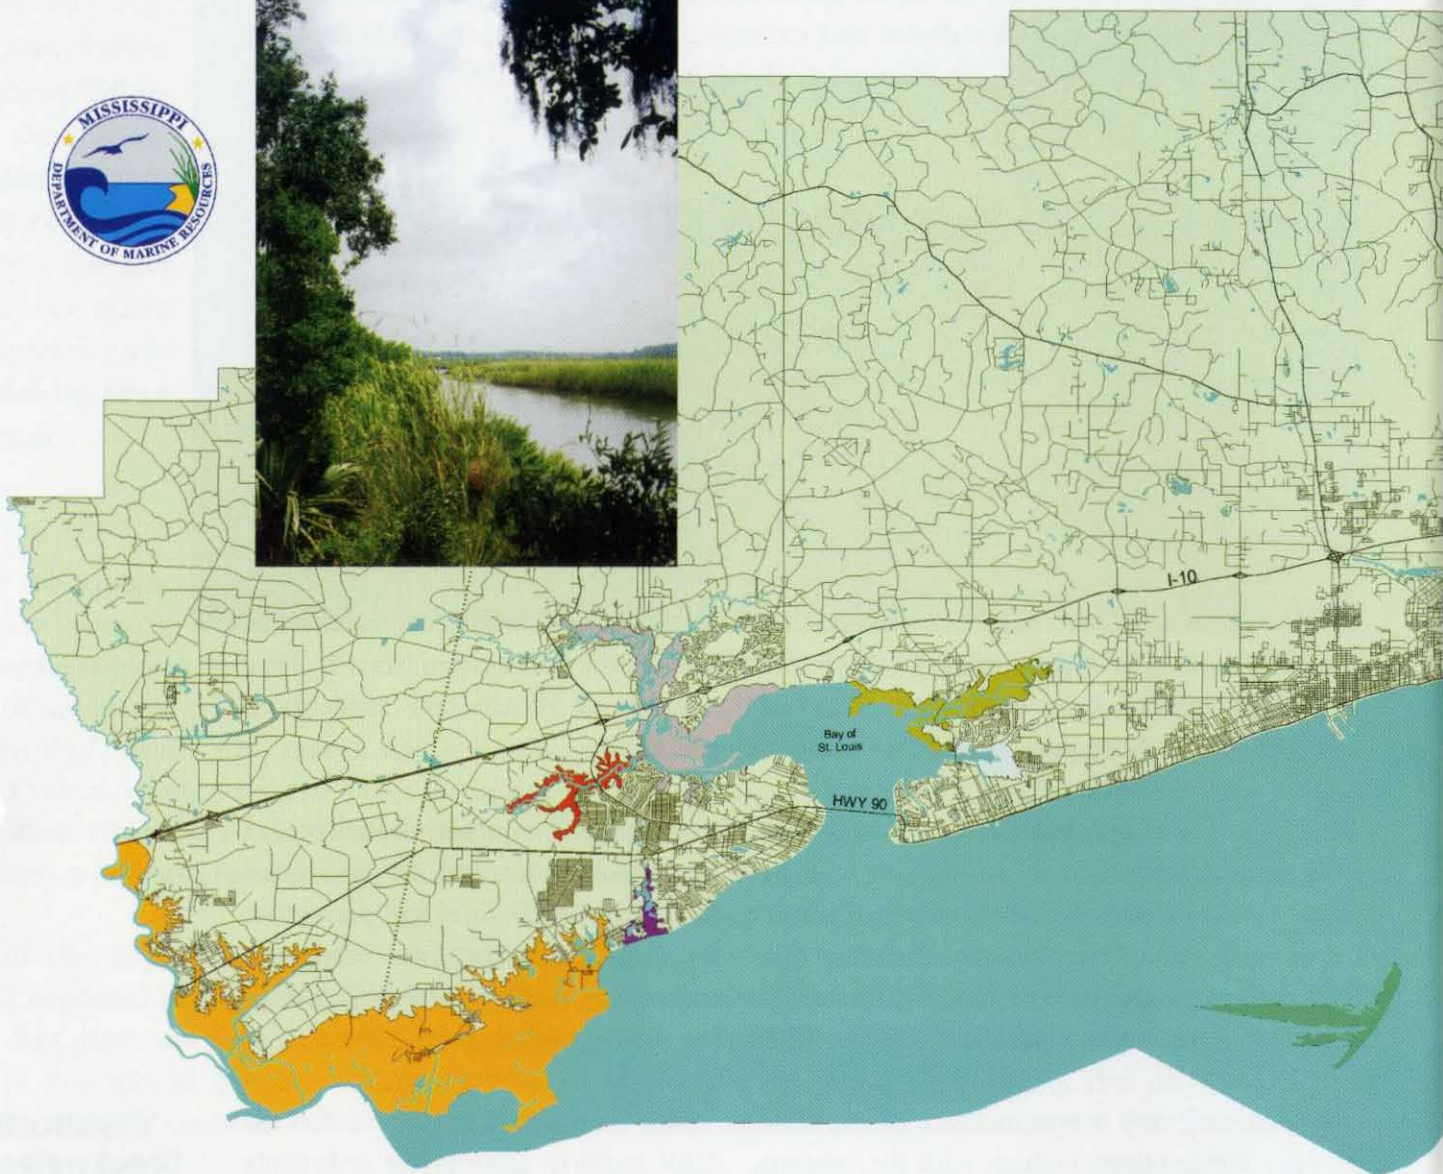 MISSISSIPPI
DEPARTMENT OF MARINE RESOURCES
I-10
Bay of
St. Louis
HWY 90